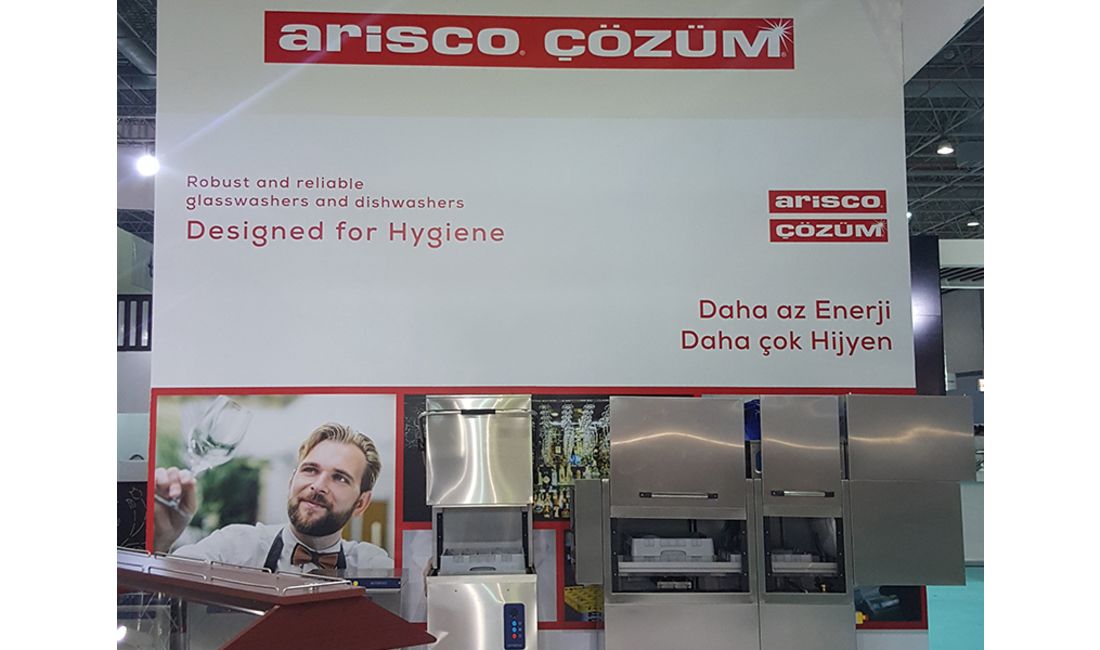 arisco® ÇÖZÜM®
Robust and reliable
glasswashers and dishwashers
Designed for Hygiene
arisco
ÇÖZÜM
Daha az Enerji
Daha çok Hijyen